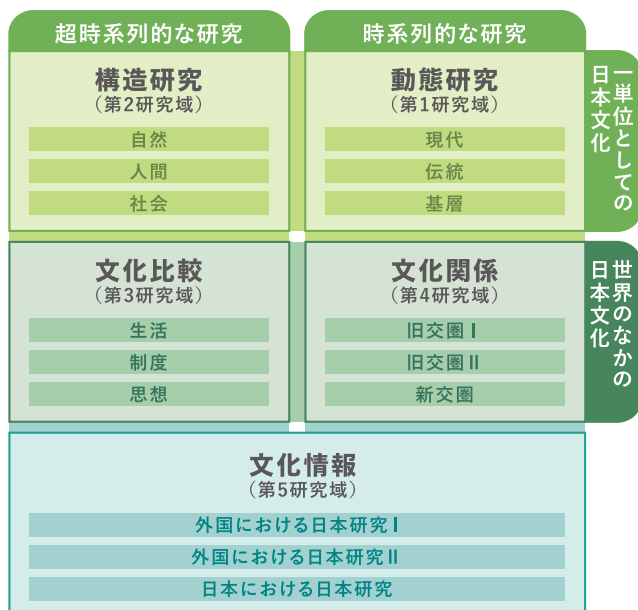 超時系列的な研究
時系列的な研究
構造研究
(第2研究域)
自然
人間
社会
動態研究
(第1研究域)
現代
伝統
基層
一単位としての
日本文化
文化比較
(第3研究域)
生活
制度
思想
文化関係
(第4研究域)
旧交圏Ⅰ
旧交圏Ⅱ
新交圏
世界のなかの
日本文化
文化情報
(第5研究域)
外国における日本研究Ⅰ
外国における日本研究Ⅱ
日本における日本研究